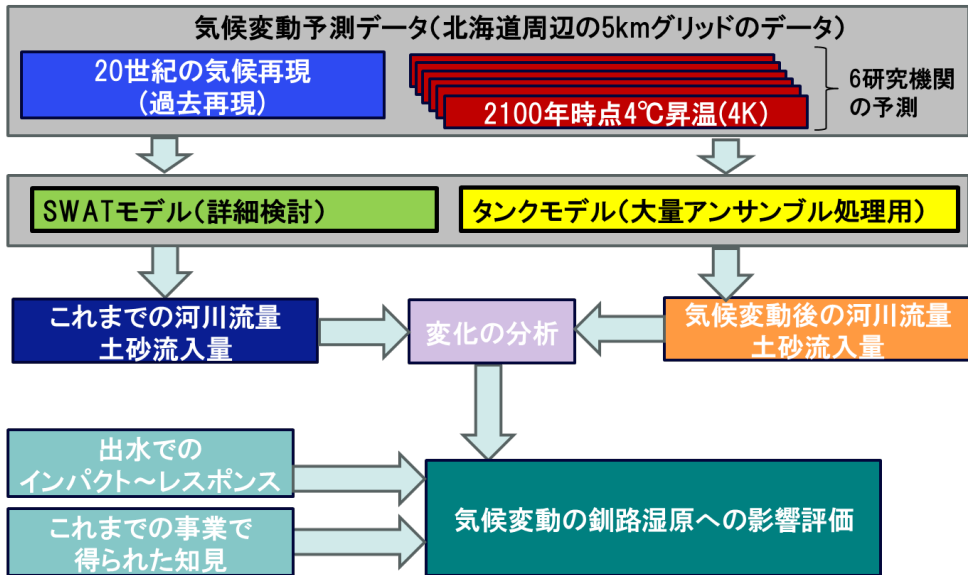 気候変動予測データ(北海道周辺の5kmグリッドのデータ)
20世紀の気候再現
(過去再現)
2100年時点4℃昇温(4K)
6研究機関
の予測
SWATモデル(詳細検討)
タンクモデル(大量アンサンブル処理用)
これまでの河川流量
土砂流入量
変化の分析
気候変動後の河川流量
土砂流入量
出水での
インパクト～レスポンス
これまでの事業で
得られた知見
気候変動の釧路湿原への影響評価